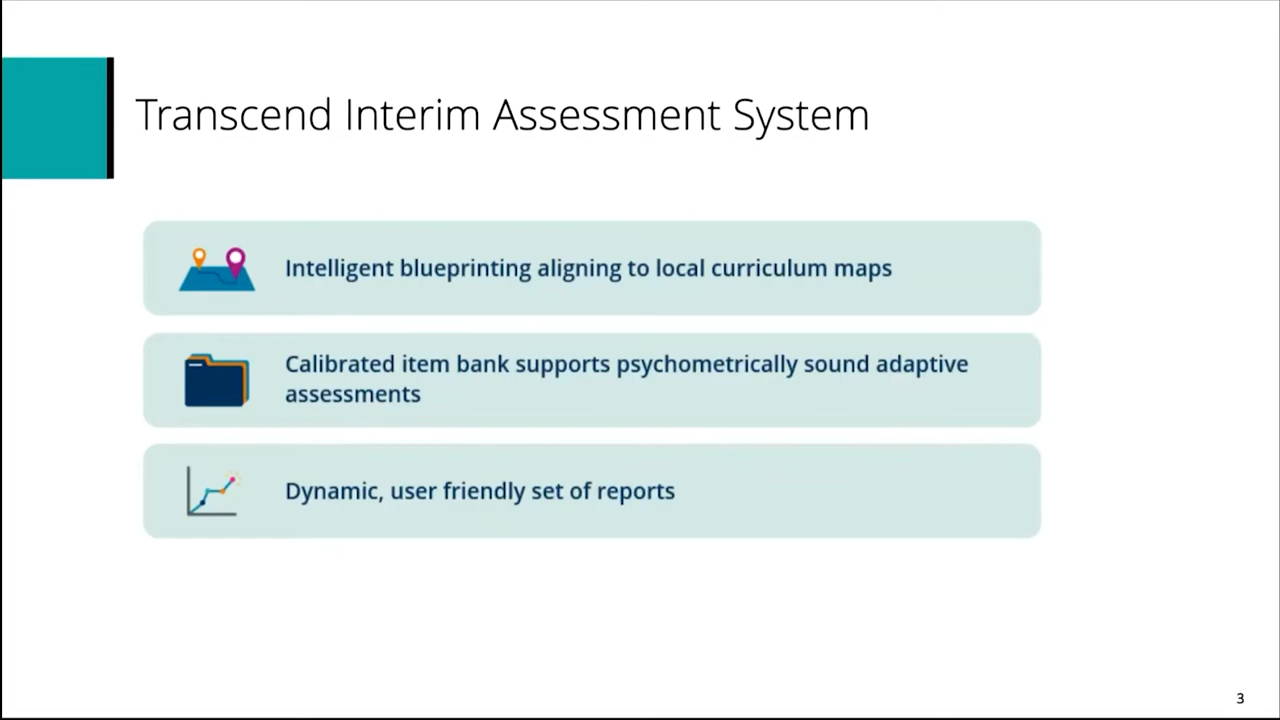 Transcend Interim Assessment System
Intelligent blueprinting aligning to local curriculum maps
Calibrated item bank supports psychometrically sound adaptive
assessments
Dynamic, user friendly set of reports
3